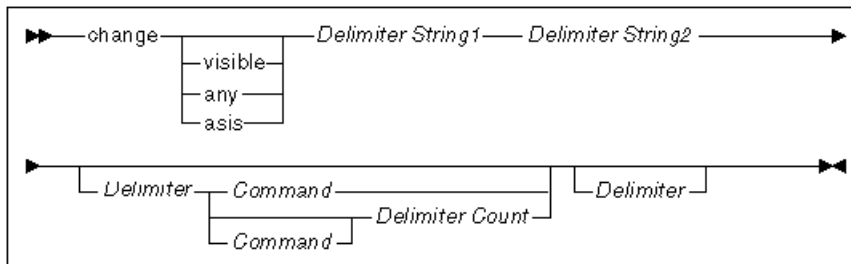 change Delimiter String1 Delimiter String2
visible
any
asis
Delimiter Command Delimiter
Delimiter Count
Command